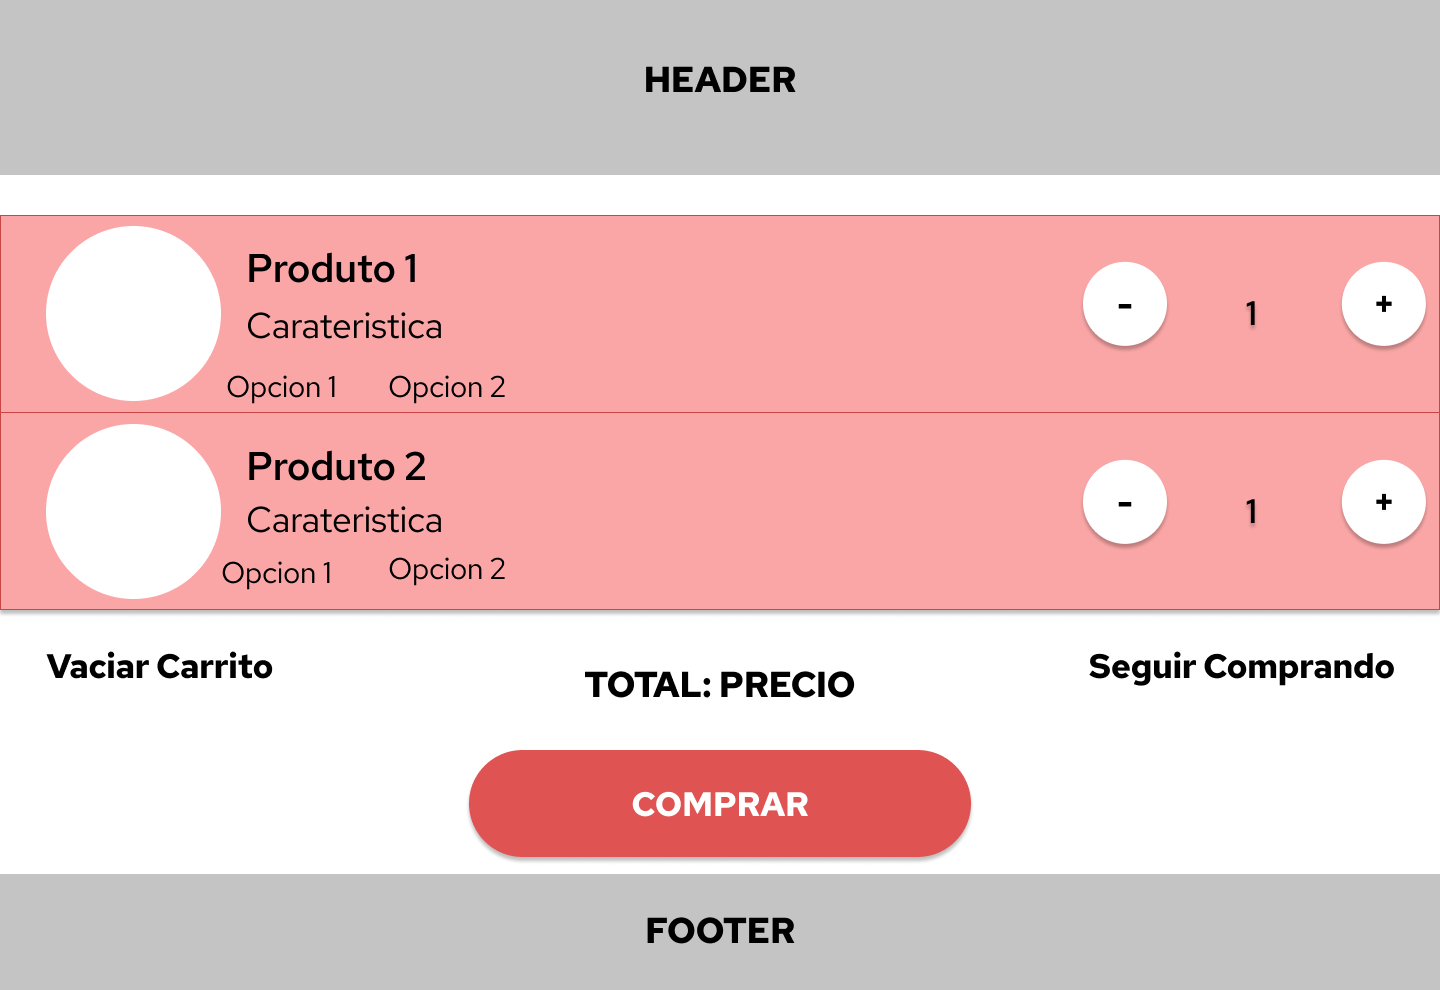 HEADER
Produto 1
Carateristica
Opcion 1 Opcion 2
- 1 +
Produto 2
Carateristica
Opcion 1 Opcion 2
- 1 +
Vaciar Carrito
TOTAL: PRECIO
Seguir Comprando
COMPRAR
FOOTER